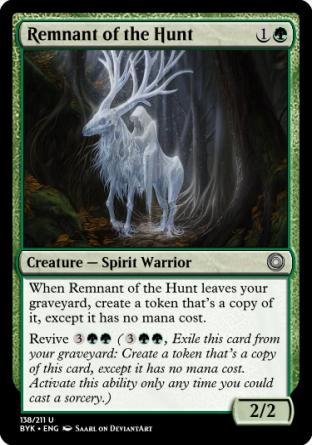 Remnant of the Hunt 1
Creature — Spirit Warrior
When Remnant of the Hunt leaves your
graveyard, create a token that's a copy of
it, except it has no mana cost.
Revive 3 (3, Exile this card
from your graveyard: Create a token that's a copy
of this card, except it has no mana cost.
Activate this ability only any time you could
cast a sorcery.)
2/2
138/211 U
BYK • ENG Saarl on DeviantArt